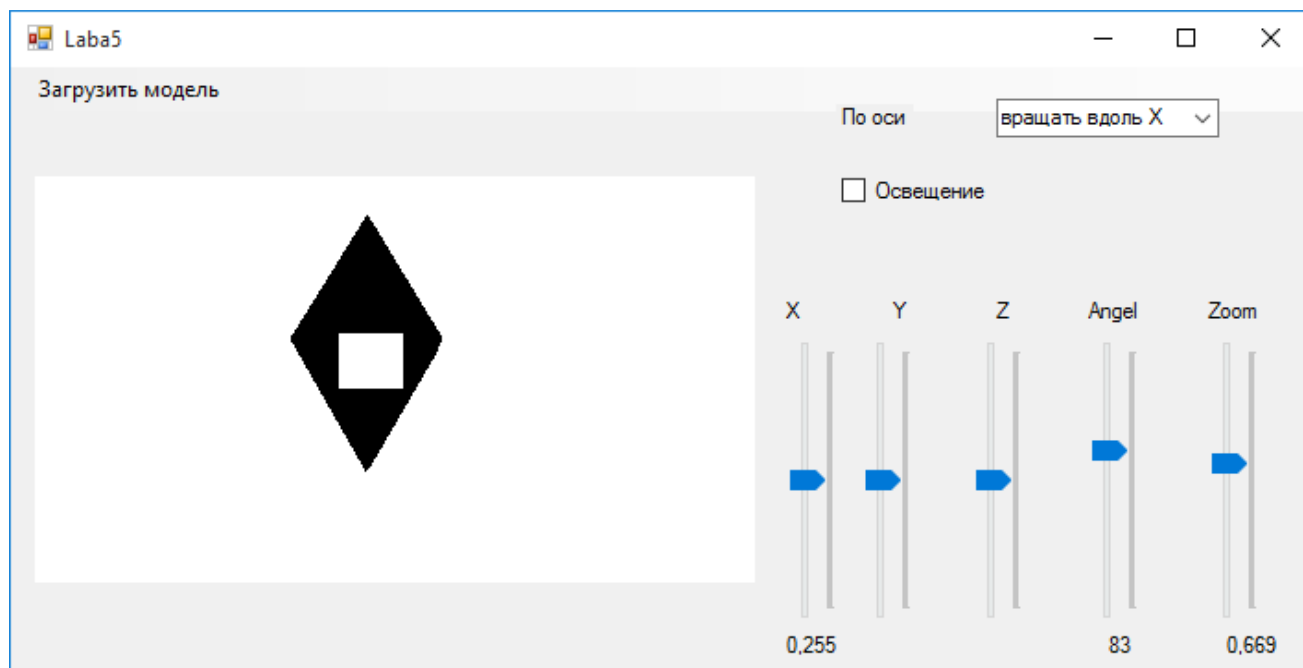 Laba5
Загрузить модель
По оси
вращать вдоль X
Освещение
X Y Z Angel Zoom
0,255 83 0,669